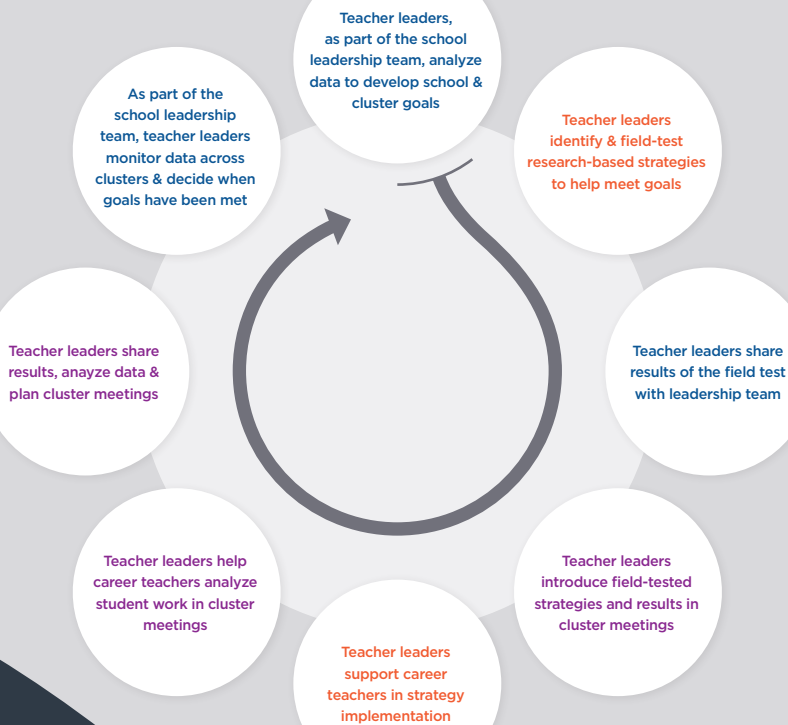 Teacher leaders,
as part of the school
leadership team, analyze
data to develop school &
cluster goals
Teacher leaders
identify & field-test
research-based strategies
to help meet goals
Teacher leaders share
results of the field test
with leadership team
Teacher leaders
introduce field-tested
strategies and results in
cluster meetings
Teacher leaders
support career
teachers in strategy
implementation
Teacher leaders help
career teachers analyze
student work in cluster
meetings
Teacher leaders share
results, anayze data &
plan cluster meetings
As part of the
school leadership
team, teacher leaders
monitor data across
clusters & decide when
goals have been met